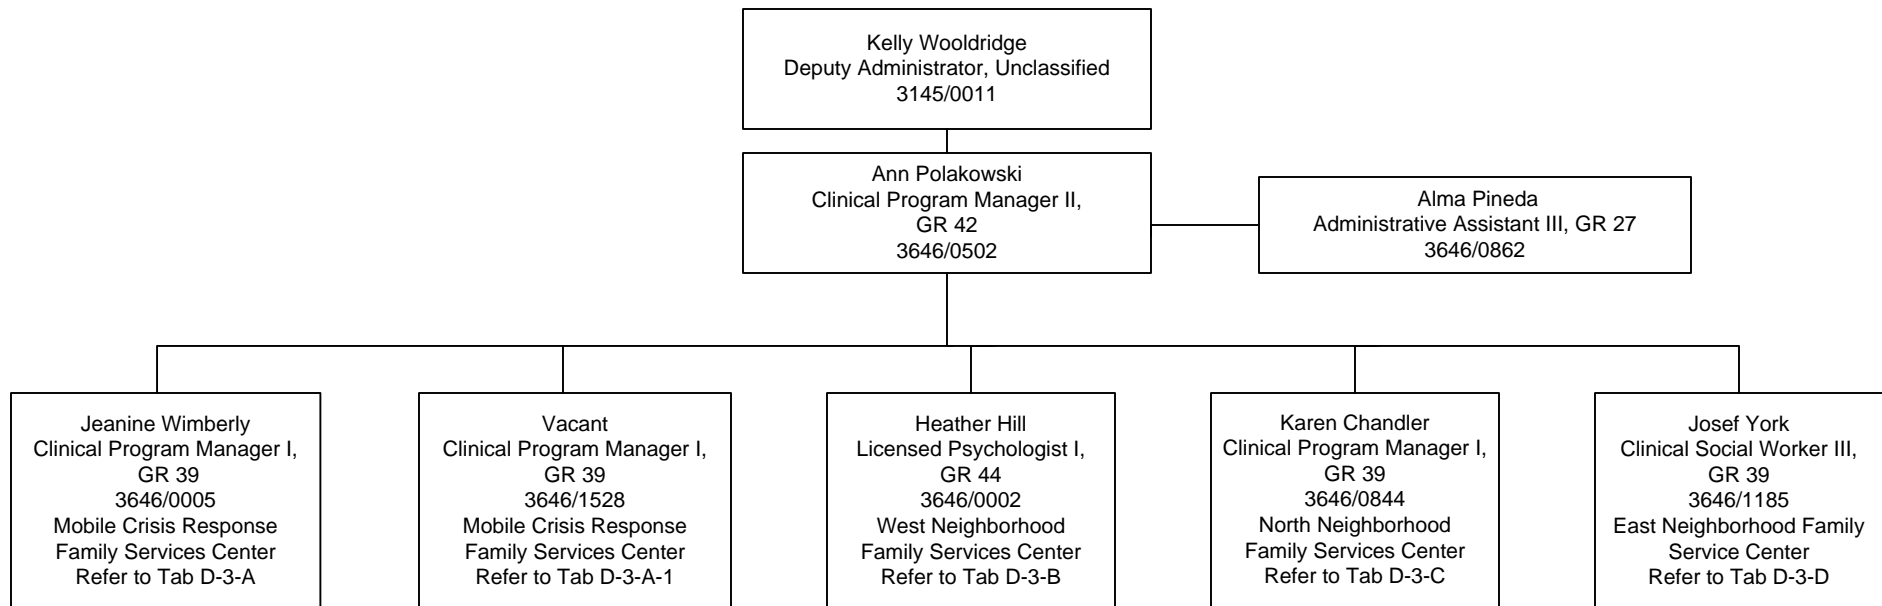 Kelly Wooldridge
Deputy Administrator, Unclassified
3145/0011
Ann Polakowski
Clinical Program Manager II,
GR 42
3646/0502
Alma Pineda
Administrative Assistant III, GR 27
3646/0862
Jeanine Wimberly
Clinical Program Manager I,
GR 39
3646/0005
Mobile Crisis Response
Family Services Center
Refer to Tab D-3-A
Vacant
Clinical Program Manager I,
GR 39
3646/1528
Mobile Crisis Response
Family Services Center
Refer to Tab D-3-A-1
Heather Hill
Licensed Psychologist I,
GR 44
3646/0002
West Neighborhood
Family Services Center
Refer to Tab D-3-B
Karen Chandler
Clinical Program Manager I,
GR 39
3646/0844
North Neighborhood
Family Services Center
Refer to Tab D-3-C
Josef York
Clinical Social Worker III,
GR 39
3646/1185
East Neighborhood Family
Service Center
Refer to Tab D-3-D